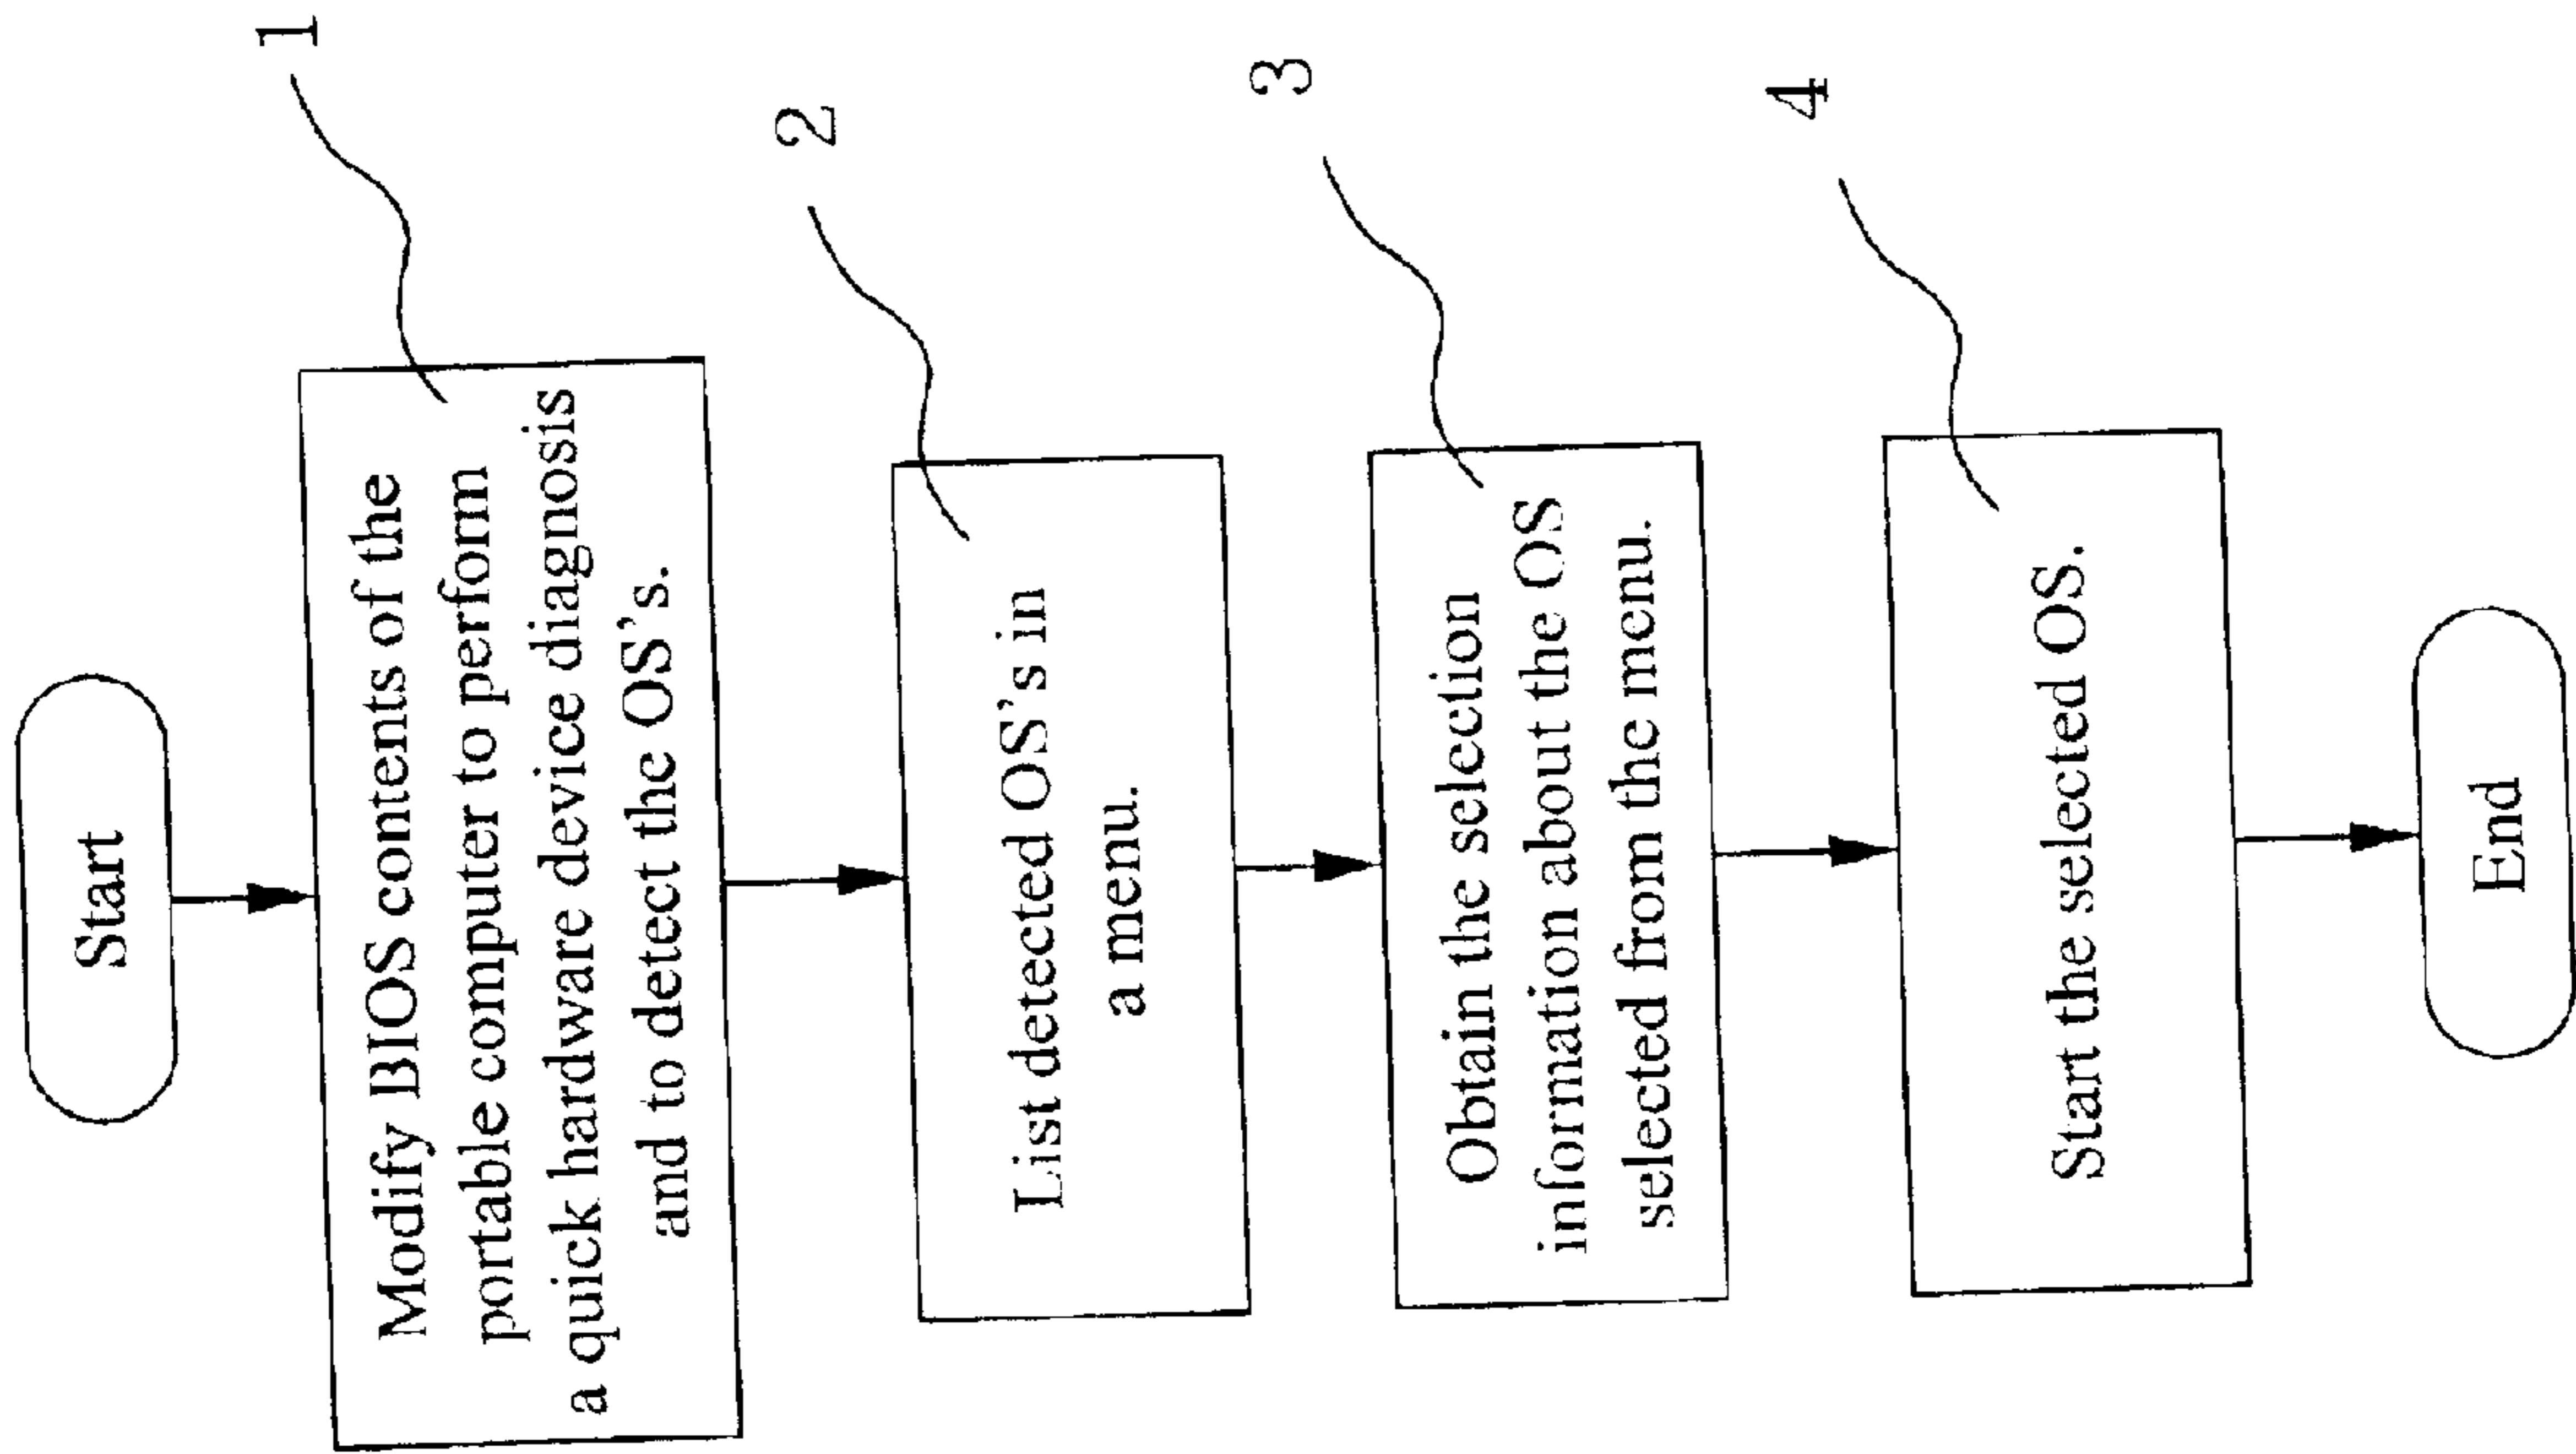 Start
1
Modify BIOS contents of the
portable computer to perfom
a quick hardware device diagnosis
and to detect the OS's.
2
List detected OS's in
a menu.
3
Obtain the selection
information about the OS
selected from the menu.
4
Start the selected OS.
End